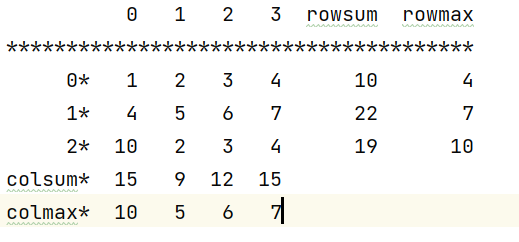 0 1 2 3 rowsum rowmax
***************************************
0* 1 2 3 4 10 4
1* 4 5 6 7 22 7
2* 10 2 3 4 19 10
colsum* 15 9 12 15
colmax* 10 5 6 7